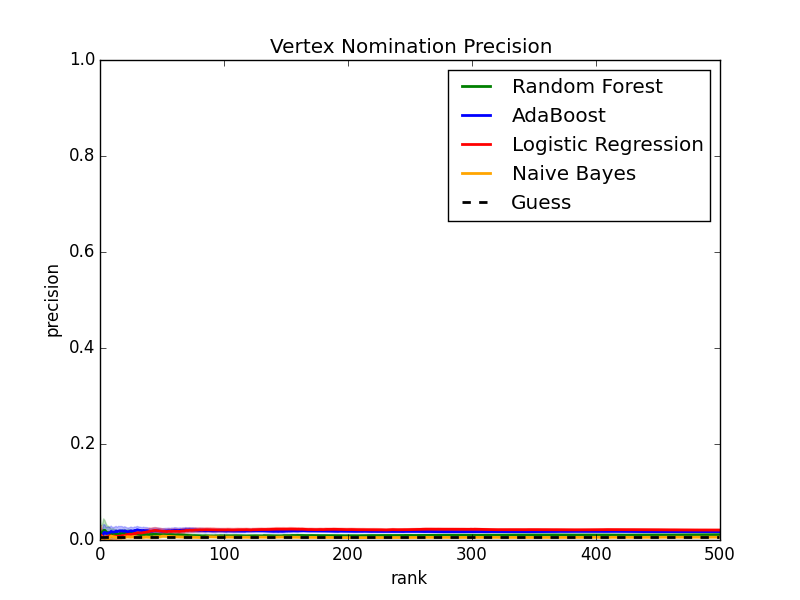 Vertex Nomination Precision
1.0
Random Forest
AdaBoost
Logistic Regression
Naive Bayes
Guess
0.8
0.6
precision
0.4
0.2
0.0
0 100 200 300 400 500
rank